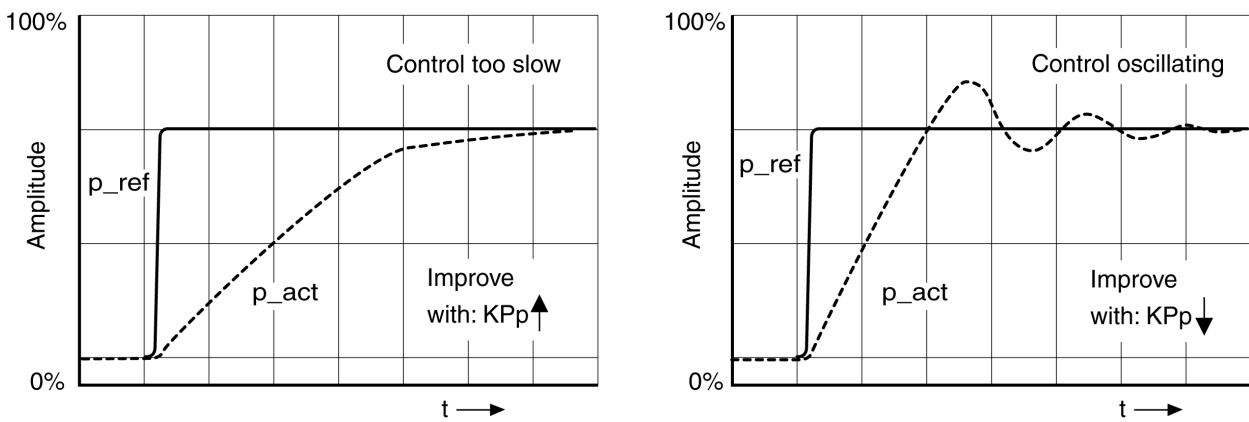 100%
Control too slow
p_ref
Amplitude
p_act
Improve
with: KPp
0%
t
100%
Control oscillating
p_ref
Amplitude
p_act
Improve
with: KPp
0%
t